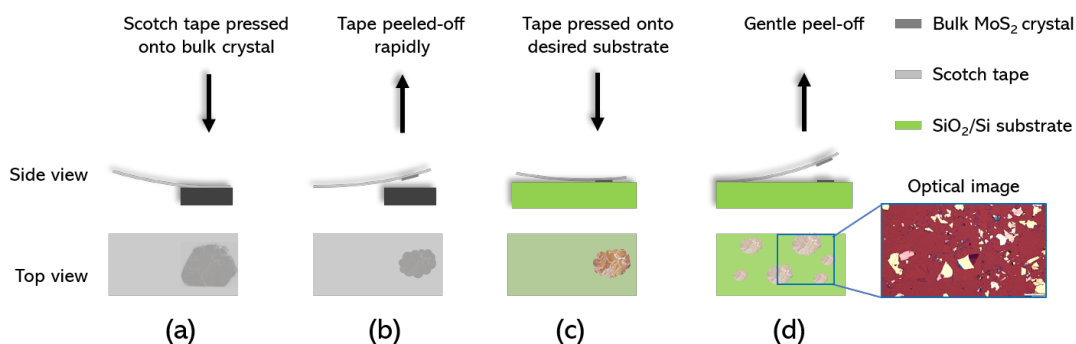 Scotch tape pressed
onto bulk crystal
Tape peeled-off
rapidly
Tape pressed onto
desired substrate
Gentle peel-off
Bulk MoS₂ crystal
Scotch tape
SiO₂/Si substrate
Side view
Optical image
Top view
(a)
(b)
(c)
(d)